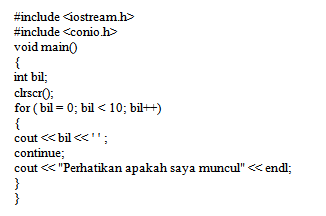 #include <iostream.h>
#include <conio.h>
void main()
{
int bil;
clrscr();
for ( bil = 0; bil < 10; bil++)
{
cout << bil << ' ' ;
continue;
cout << "Perhatikan apakah saya muncul" << endl;
}
}